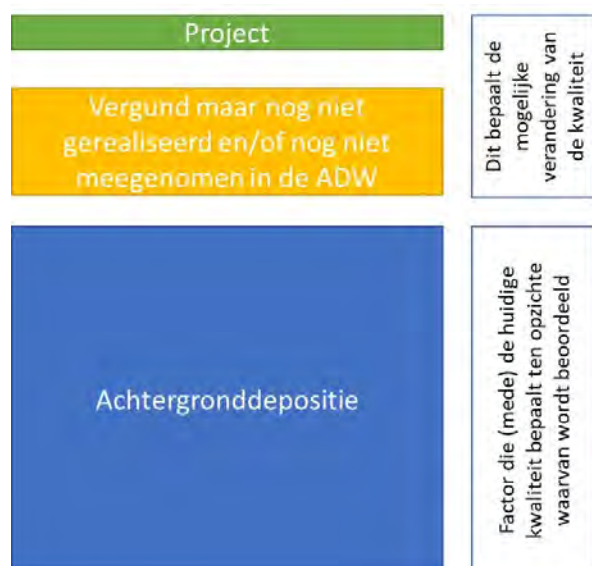 Project
Vergund maar nog niet
gerealiseerd en/of nog niet
meegenomen in de ADW
Dit bepaalt de
mogelijke
verandering van
de kwaliteit
Achtergronddepositie
Factor die (mede) de huidige
kwaliteit bepaalt ten opzichte
waarvan wordt beoordeeld